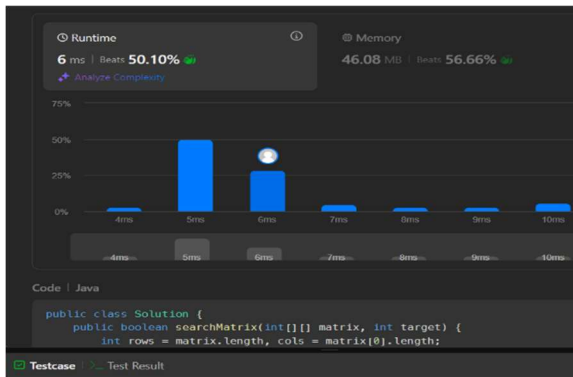 Runtime
6 ms | Beats 50.10%
Analyze Complexity
Memory
46.08 MB | Beats 56.66%
75%
50%
25%
0%
4ms 5ms 6ms 7ms 8ms 9ms 10ms
4ms 5ms 6ms 7ms 8ms 9ms 10ms
Code | Java
public class Solution {
public boolean searchMatrix(int[][] matrix, int target) {
int rows = matrix.length, cols = matrix[0].length;
Testcase | >_ Test Result